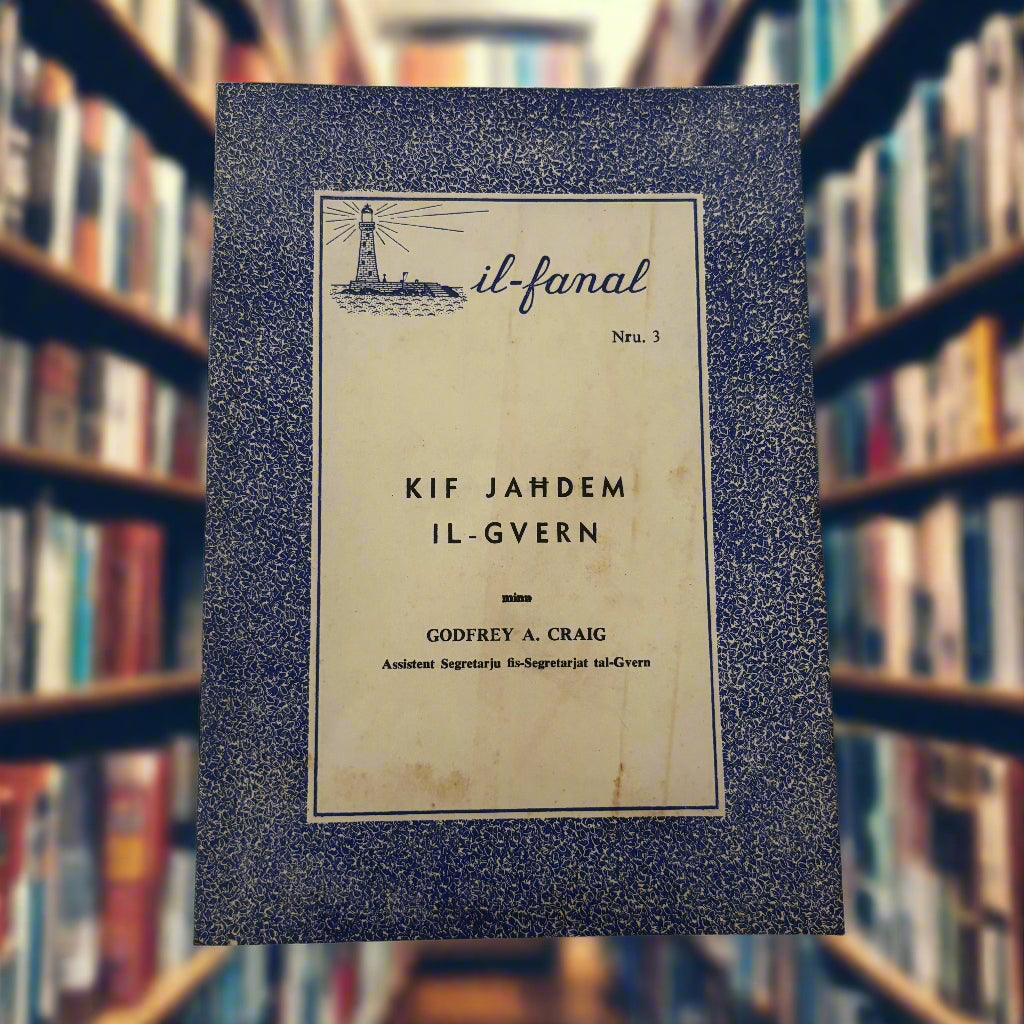 il-fanal
Nru. 3
KIF JAĦDEM
IL-GVERN
minn
GODFREY A. CRAIG
Assistent Segretarju fis-Segretarjat tal-Gvern